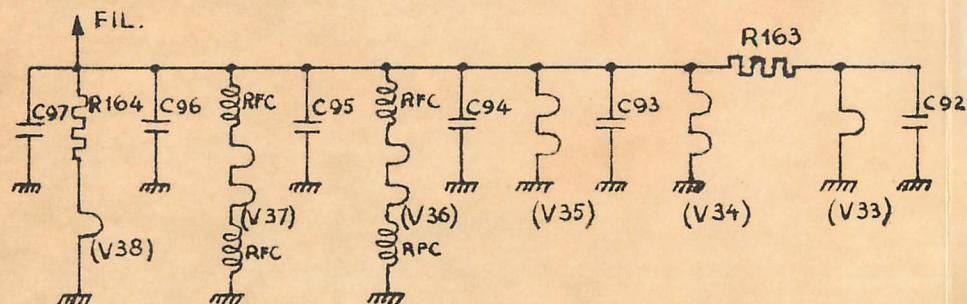 FIL.
R163
C97
R164
C96
RFC
C95
RFC
C94
C93
C92
(V38)
(V37)
RFC
(V36)
RFC
(V35)
(V34)
(V33)